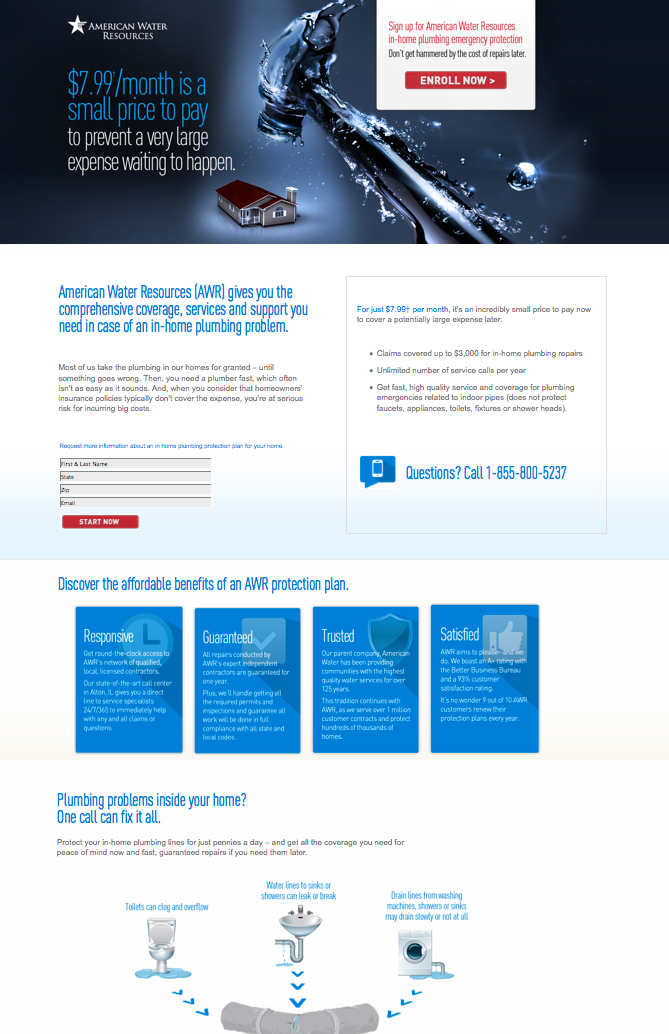 AMERICAN WATER
RESOURCES
$7.99†/month is a
small price to pay
to prevent a very large
expense waiting to happen.
Sign up for American Water Resources
in-home plumbing emergency protection
Don't get hammered by the cost of repairs later.
ENROLL NOW >
American Water Resources (AWR) gives you the
comprehensive coverage, services and support you
need in case of an in-home plumbing problem.
Most of us take the plumbing in our homes for granted – until
something goes wrong. Then, you need a plumber fast, which often
isn't as easy as it sounds. And, when you consider that homeowners'
insurance policies typically don't cover the expense, you're at serious
risk for incurring big costs.
Request more information about an in home plumbing protection plan for your home.
First & Last Name
State
Zip
Email
START NOW
For just $7.99† per month, it's an incredibly small price to pay now
to cover a potentially large expense later.
• Claims covered up to $3,000 for in-home plumbing repairs
• Unlimited number of service calls per year
• Get fast, high quality service and coverage for plumbing
emergencies related to indoor pipes (does not protect
faucets, appliances, toilets, fixtures or shower heads).
Questions? Call 1-855-800-5237
Discover the affordable benefits of an AWR protection plan.
Responsive
Get round-the-clock access to
AWR's network of qualified,
local, licensed contractors.
Our state-of-the-art call center
in Alton, IL gives you a direct
line to service specialists
24/7/365 to immediately help
with any and all claims or
questions.
Guaranteed
All repairs conducted by
AWR's expert independent
contractors are guaranteed for
one year.
Plus, we'll handle getting all
the required permits and
inspections and guarantee all
work will be done in full
compliance with all state and
local codes.
Trusted
Our parent company, American
Water has been providing
communities with the highest
quality water services for over
125 years.
This tradition continues with
AWR, as we serve over 1 million
customer contracts and protect
hundreds of thousands of
homes.
Satisfied
AWR aims to please– and we
do. We boast an A+ rating with
the Better Business Bureau
and a 93% customer
satisfaction rating.
It's no wonder 9 out of 10 AWR
customers renew their
protection plans every year.
Plumbing problems inside your home?
One call can fix it all.
Protect your in-home plumbing lines for just pennies a day – and get all the coverage you need for
peace of mind now and fast, guaranteed repairs if you need them later.
Toilets can clog and overflow
Water lines to sinks or
showers can leak or break
Drain lines from washing
machines, showers or sinks
may drain slowly or not at all